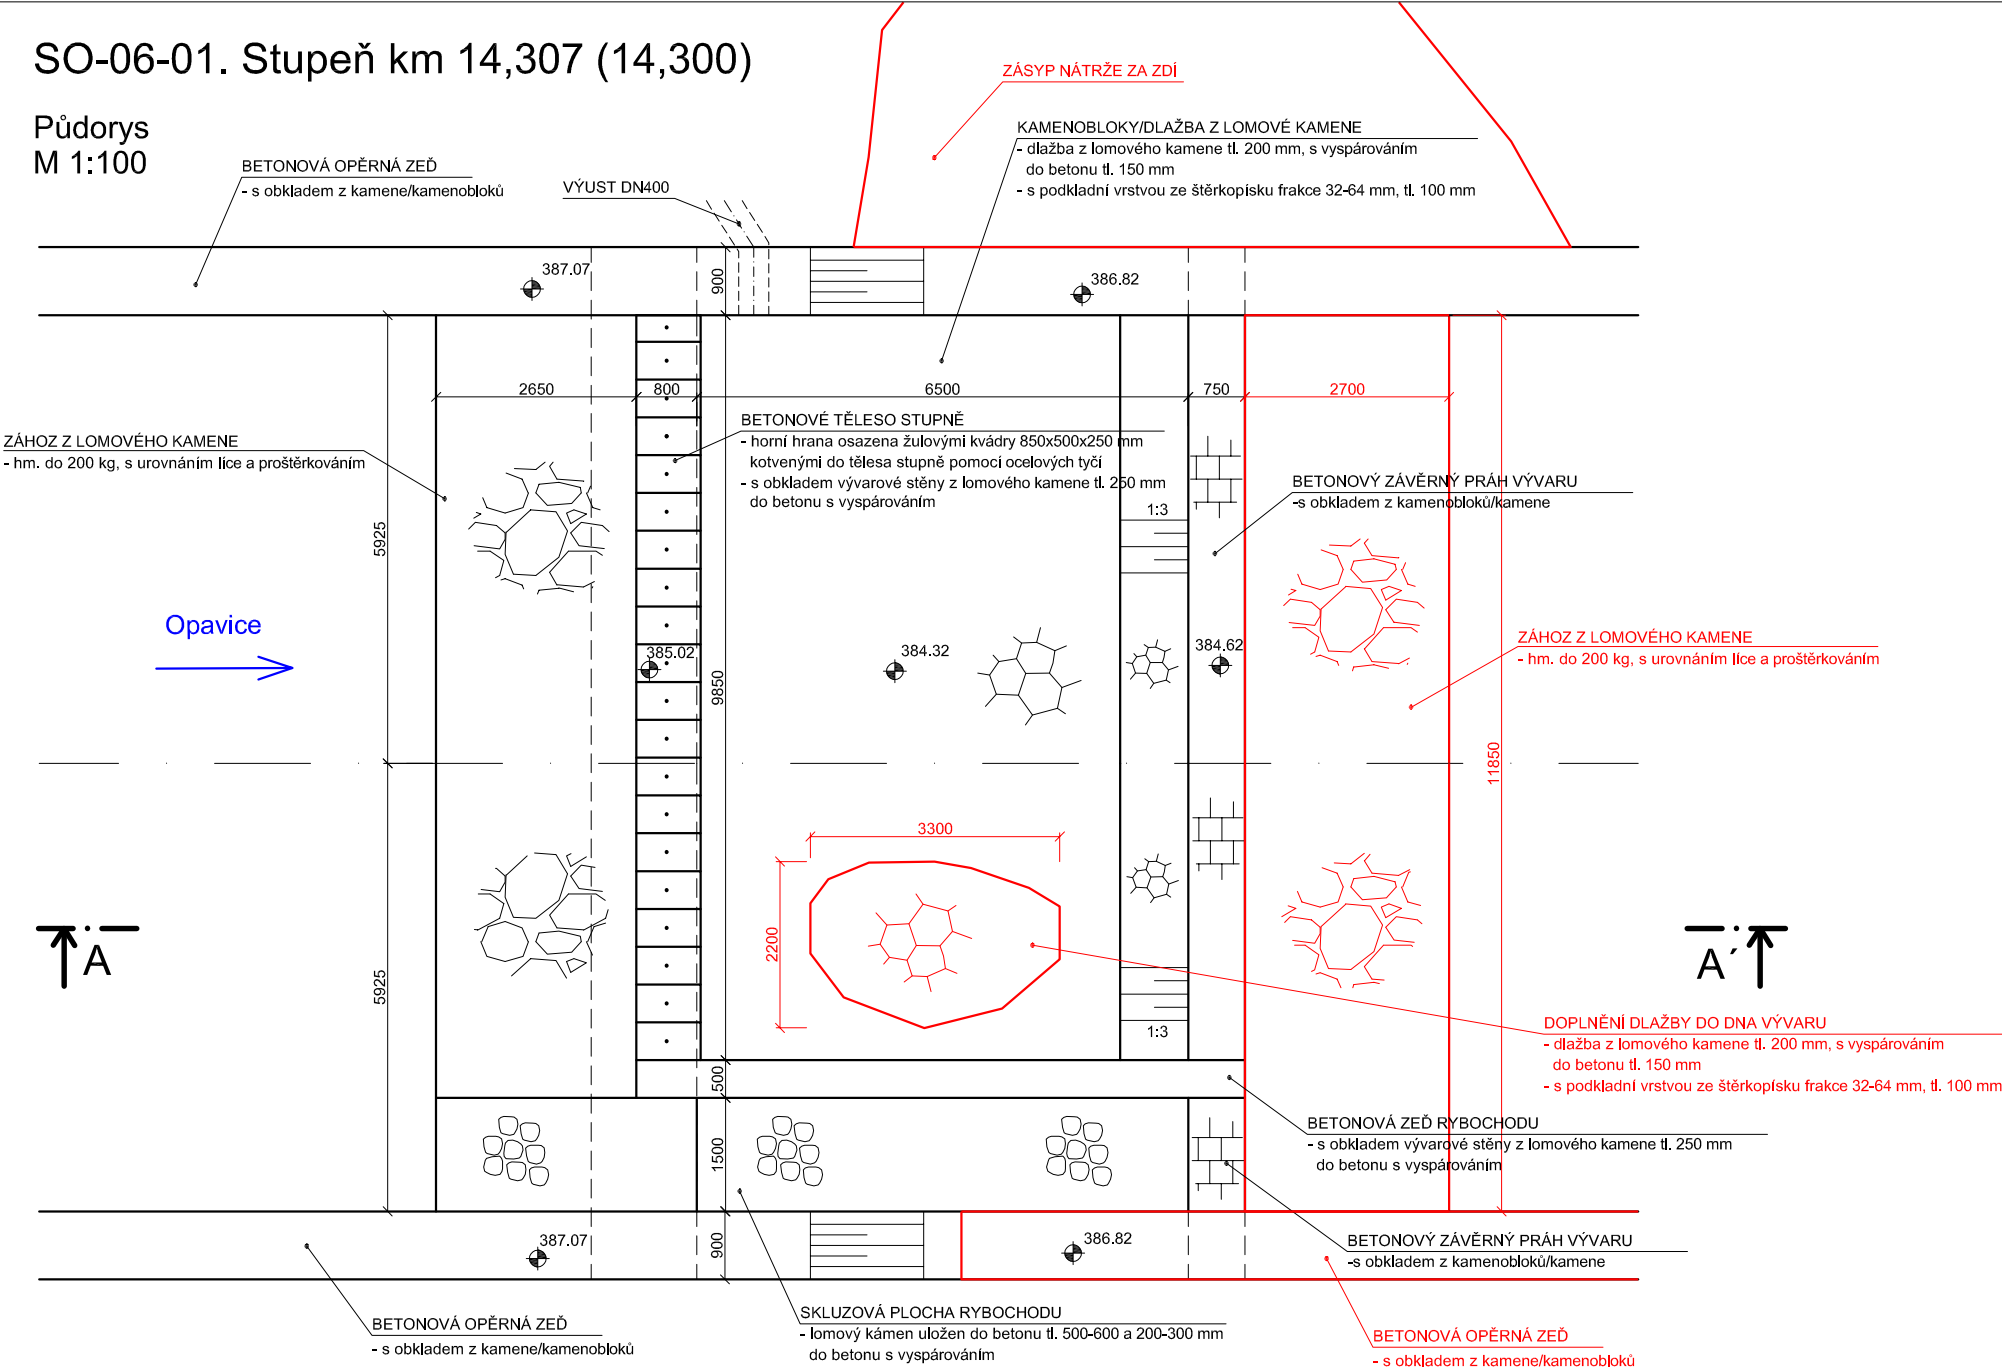 SO-06-01. Stupeň km 14,307 (14,300)
Půdorys
M 1:100
ZÁSYP NÁTRŽE ZA ZDÍ
KAMENOBLOKY/DLAŽBA Z LOMOVÉ KAMENE
- dlažba z lomového kamene tl. 200 mm, s vyspárováním
do betonu tl. 150 mm
- s podkladní vrstvou ze štěrkopísku frakce 32-64 mm, tl. 100 mm
BETONOVÁ OPĚRNÁ ZEĎ
- s obkladem z kamene/kamenobloků
VÝUST DN400
387.07
900
386.82
2650
800
6500
750
2700
BETONOVÉ TĚLESO STUPNĚ
- horní hrana osazena žulovými kvádry 850x500x250 mm
kotvenými do tělesa stupně pomocí ocelových tyčí
- s obkladem vývarové stěny z lomového kamene tl. 250 mm
do betonu s vyspárováním
ZÁHOZ Z LOMOVÉHO KAMENE
- hm. do 200 kg, s urovnáním líce a proštěrkováním
BETONOVÝ ZÁVĚRNÝ PRÁH VÝVARU
-s obkladem z kamenobloků/kamene
1:3
5925
Opavice
385.02
9850
384.32
384.62
ZÁHOZ Z LOMOVÉHO KAMENE
- hm. do 200 kg, s urovnáním líce a proštěrkováním
11850
3300
2200
A
A´
5925
1:3
DOPLNĚNÍ DLAŽBY DO DNA VÝVARU
- dlažba z lomového kamene tl. 200 mm, s vyspárováním
do betonu tl. 150 mm
- s podkladní vrstvou ze štěrkopísku frakce 32-64 mm, tl. 100 mm
500
BETONOVÁ ZEĎ RYBOCHODU
- s obkladem vývarové stěny z lomového kamene tl. 250 mm
do betonu s vyspárováním
1500
387.07
900
386.82
BETONOVÝ ZÁVĚRNÝ PRÁH VÝVARU
-s obkladem z kamenobloků/kamene
BETONOVÁ OPĚRNÁ ZEĎ
- s obkladem z kamene/kamenobloků
SKLUZOVÁ PLOCHA RYBOCHODU
- lomový kámen uložen do betonu tl. 500-600 a 200-300 mm
do betonu s vyspárováním
BETONOVÁ OPĚRNÁ ZEĎ
- s obkladem z kamene/kamenobloků